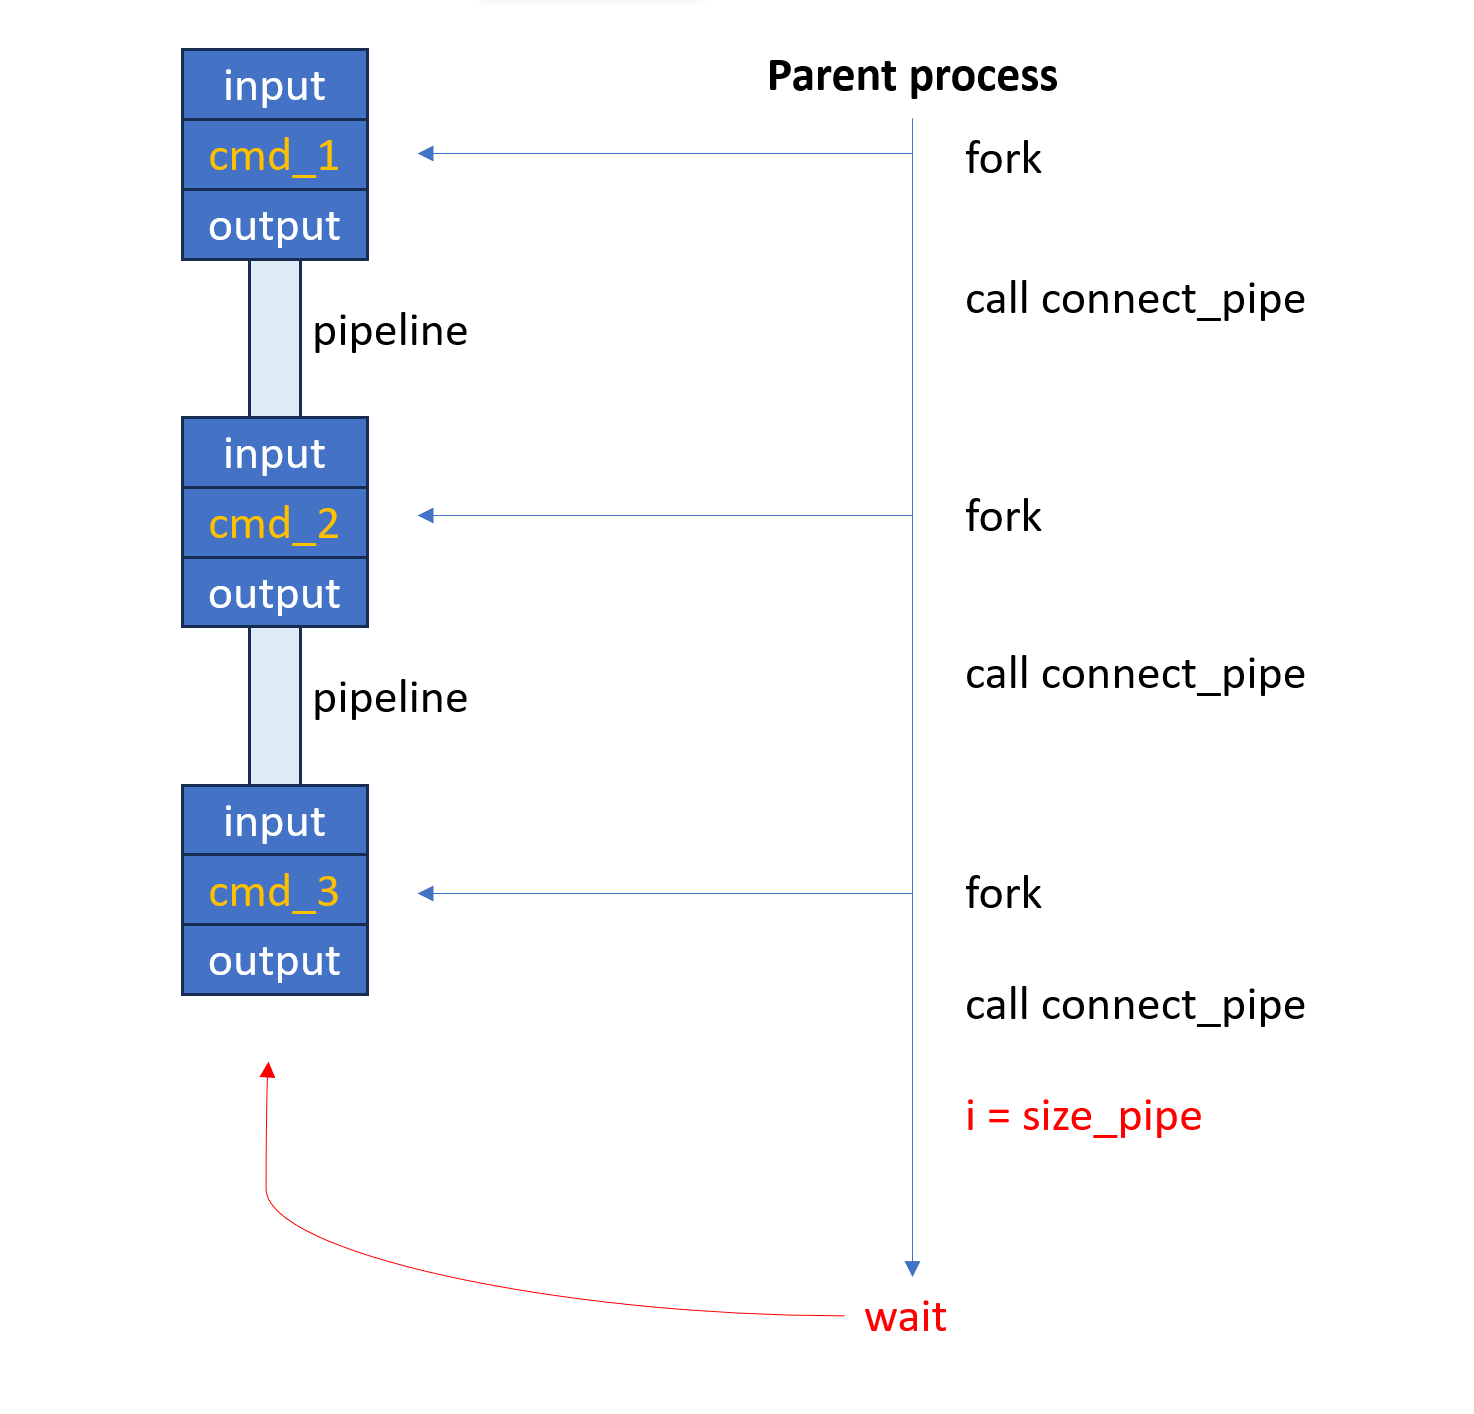 input
cmd_1
output
pipeline
input
cmd_2
output
pipeline
input
cmd_3
output
Parent process
fork
call connect_pipe
fork
call connect_pipe
fork
call connect_pipe
i = size_pipe
wait